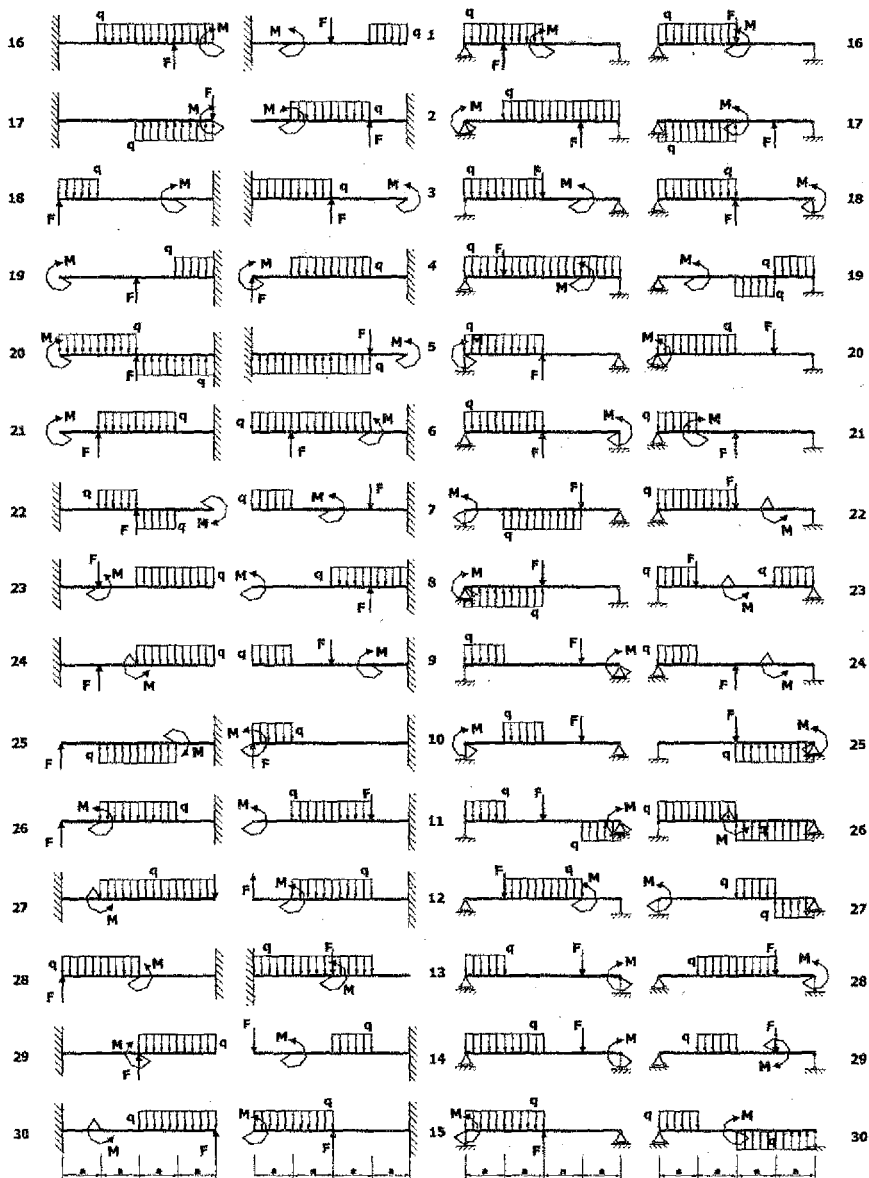 16 q M F M F q 1 q F M q F M 16
17 F M q M q F 2 M q F M q F 17
18 q F M q F M 3 q F M q F M 18
19 M F q M F q 4 q F M M q q 19
20 M q F q F M q 5 q M F q M F 20
21 M F q q F M 6 q F M q M F 21
22 q F q M q M F 7 M q F q F M 22
23 F M q M q F 8 M q F q F M q 23
24 F M q q F M 9 q F M q F M 24
25 F q M M q F 10 M q F F q M 25
26 F M q M q F 11 q F q M q M q 26
27 M q F M q 12 F q M M q q 27
28 q F M q F M 13 q F M q F M 28
29 M F q F M q 14 q F M q F M 29
30 M q F M q F 15 M q F q M q 30
a a a a a a a a a a a a a a a a